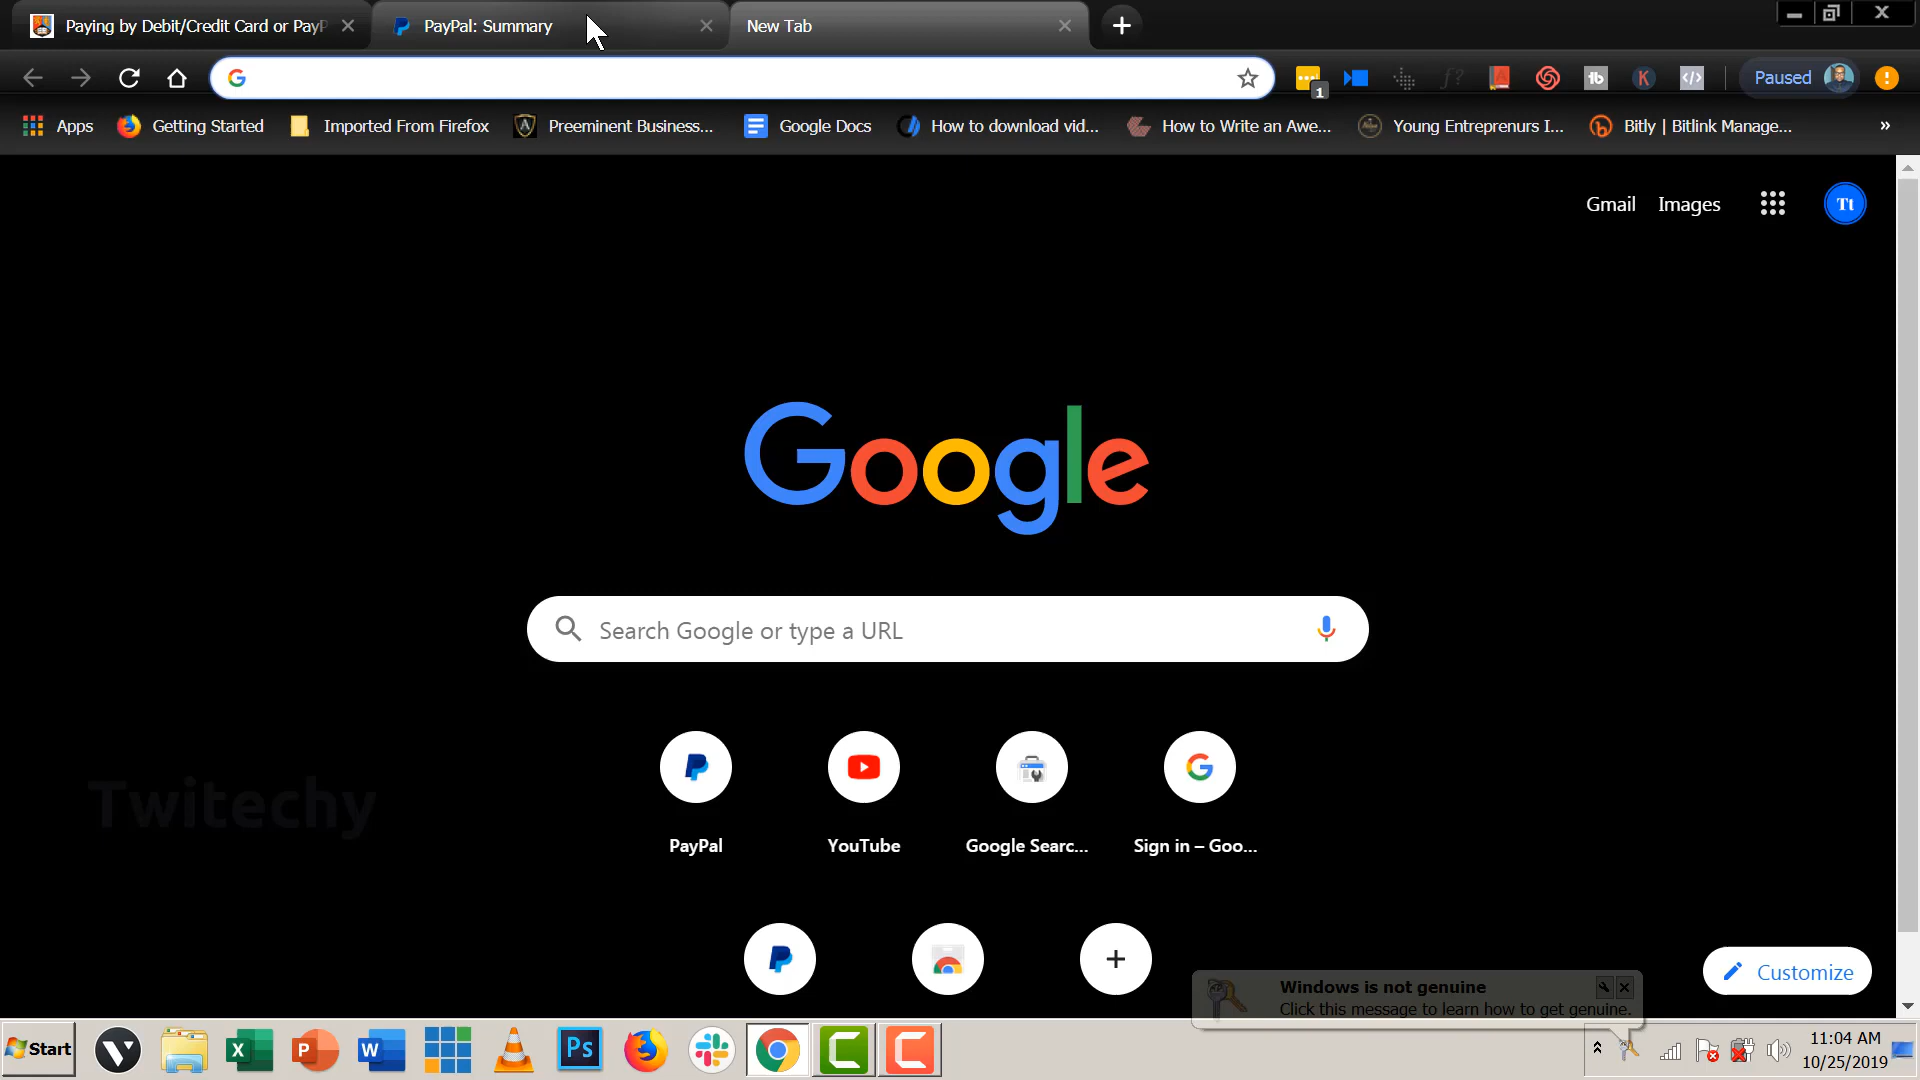 Paying by Debit/Credit Card or PayP
PayPal: Summary
New Tab
1
Paused
Apps
Getting Started
Imported From Firefox
Preeminent Business...
Google Docs
How to download vid...
How to Write an Awe...
Young Entreprenurs I...
Bitly | Bitlink Manage...
»
Gmail
Images
Tt
Google
Search Google or type a URL
Twitechy
PayPal
YouTube
Google Searc...
Sign in – Goo...
Customize
Windows is not genuine
Click this message to learn how to get genuine.
Start
11:04 AM
10/25/2019